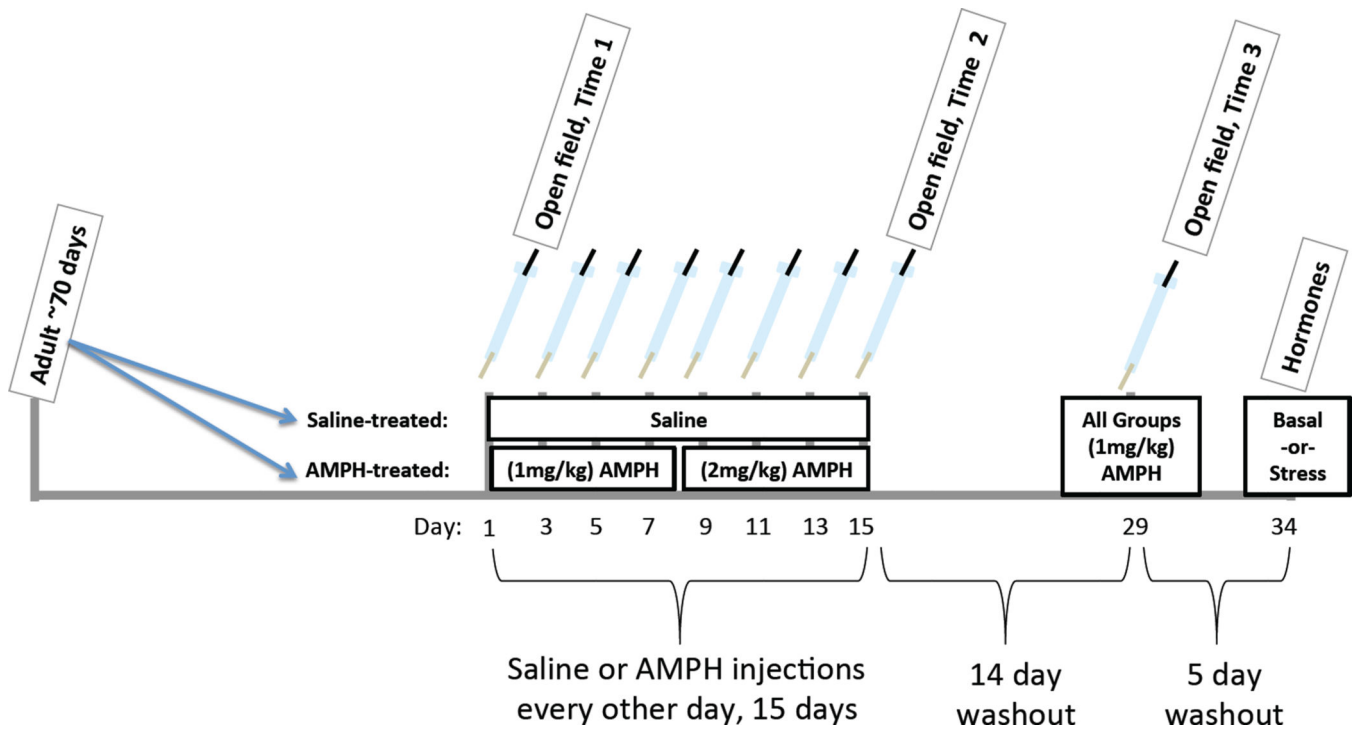 Adult ~70 days
Open field, Time 1
Open field, Time 2
Open field, Time 3
Hormones
Saline-treated:
Saline
AMPH-treated:
(1mg/kg) AMPH
(2mg/kg) AMPH
All Groups
(1mg/kg)
AMPH
Basal
-or-
Stress
Day: 1 3 5 7 9 11 13 15 29 34
Saline or AMPH injections
every other day, 15 days
14 day
washout
5 day
washout